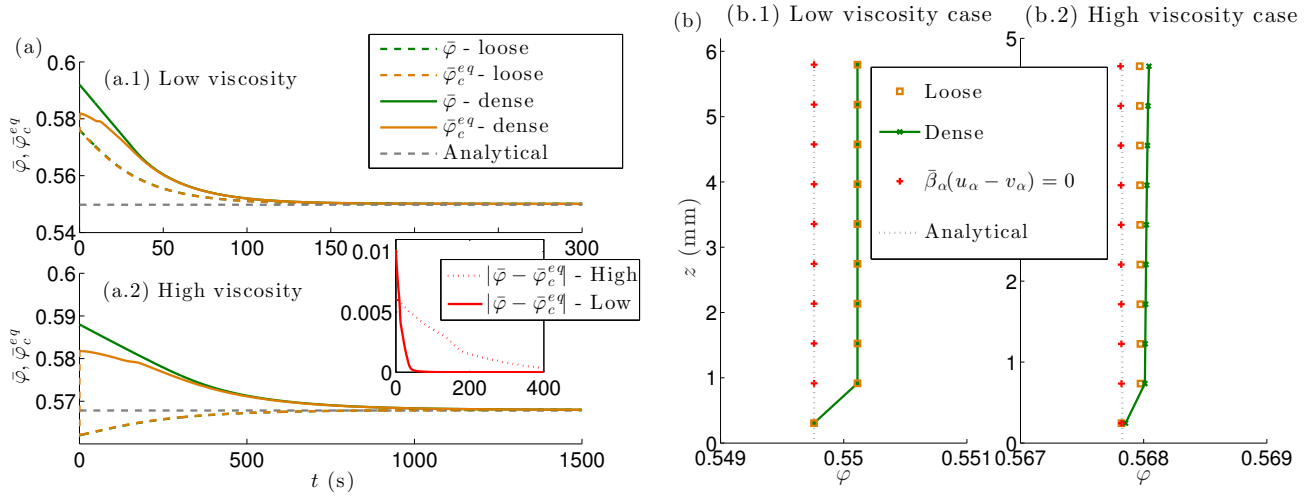 (a)
0.6
0.58
0.56
0.54
φ̄, φ̄_c^{eq}
(a.1) Low viscosity
0
50
100
150
300
φ̄ - loose
φ̄_c^{eq} - loose
φ̄ - dense
φ̄_c^{eq} - dense
Analytical
0.6
0.59
0.58
0.57
φ̄, φ̄_c^{eq}
(a.2) High viscosity
0
500
1000
1500
t (s)
0.01
0.005
0
0
200
400
|φ̄ − φ̄_c^{eq}| - High
|φ̄ − φ̄_c^{eq}| - Low
(b)
(b.1) Low viscosity case
6
5
4
3
2
1
0
z (mm)
0.549
0.55
0.551
φ
(b.2) High viscosity case
5
4
2
1
0
0.567
0.568
0.569
φ
Loose
Dense
β̄_α(u_α − v_α) = 0
Analytical